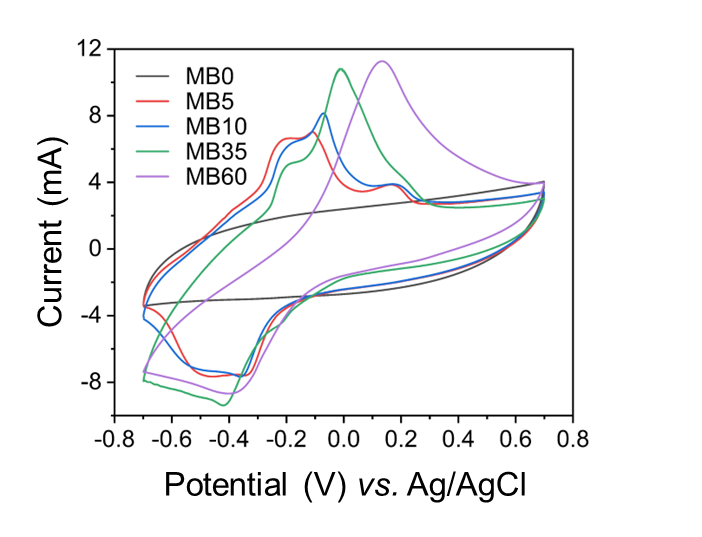 12
8
4
0
-4
-8
Current (mA)
MB0
MB5
MB10
MB35
MB60
-0.8 -0.6 -0.4 -0.2 0.0 0.2 0.4 0.6 0.8
Potential (V) vs. Ag/AgCl